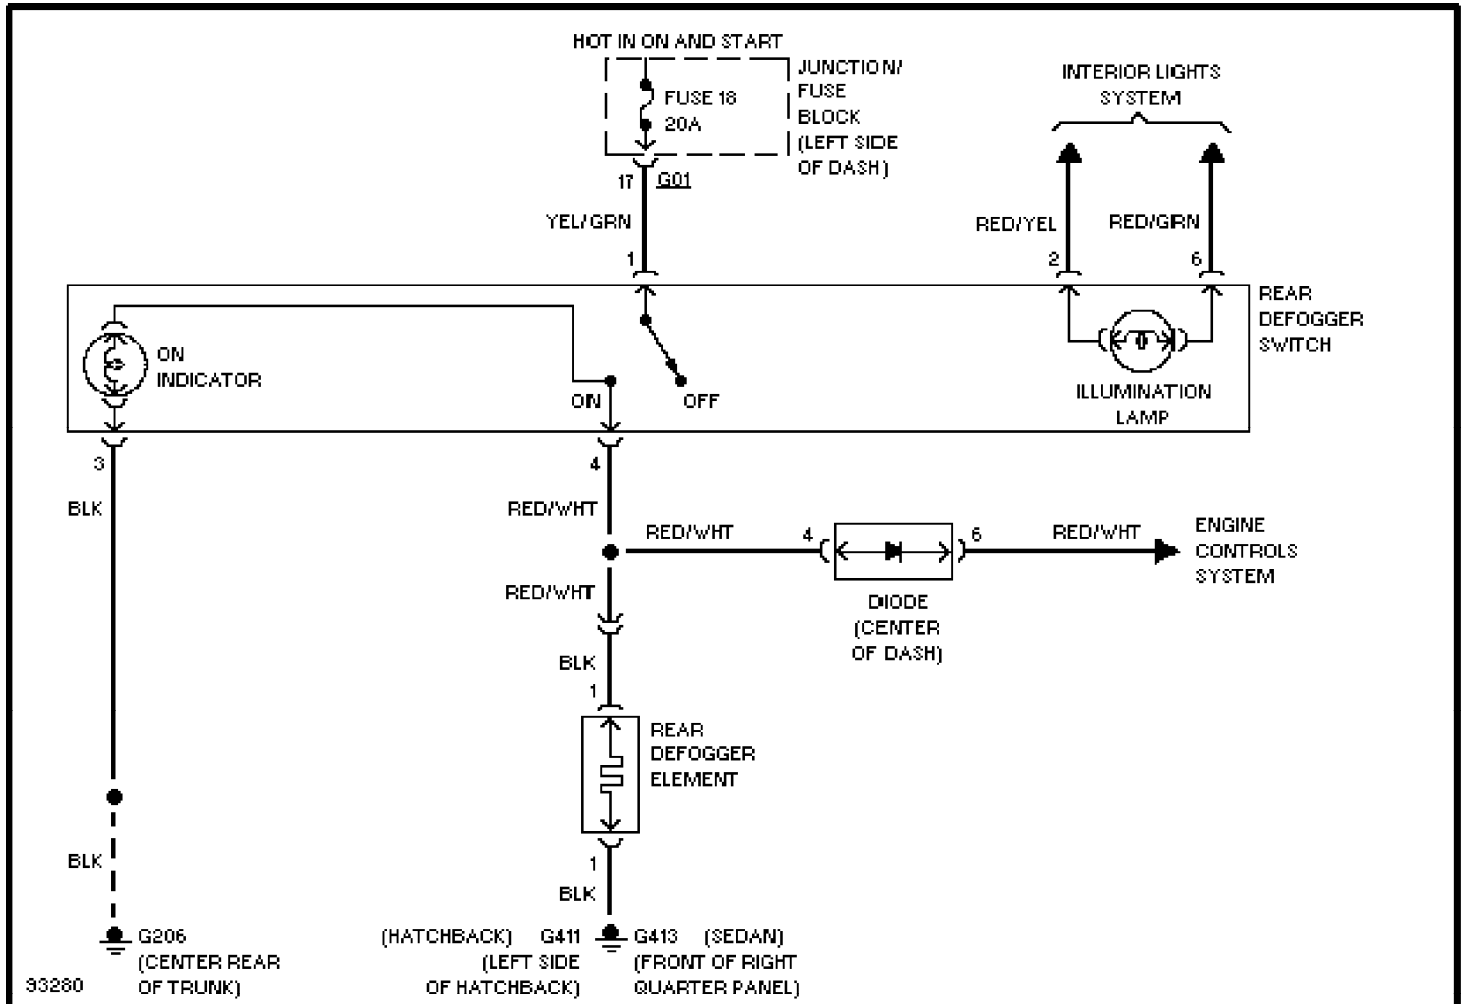 HOT IN ON AND START
JUNCTION/
FUSE
BLOCK
(LEFT SIDE
OF DASH)
FUSE 18
20A
17 G01
YEL/GRN
1
INTERIOR LIGHTS
SYSTEM
RED/YEL
RED/GRN
2
6
REAR
DEFOGGER
SWITCH
ON
INDICATOR
ON
OFF
ILLUMINATION
LAMP
3
4
BLK
RED/WHT
RED/WHT
4
6
RED/WHT
ENGINE
CONTROLS
SYSTEM
RED/WHT
DIODE
(CENTER
OF DASH)
BLK
1
REAR
DEFOGGER
ELEMENT
BLK
1
BLK
G206
(CENTER REAR
OF TRUNK)
(HATCHBACK) G411
(LEFT SIDE
OF HATCHBACK)
G413 (SEDAN)
(FRONT OF RIGHT
QUARTER PANEL)
93280